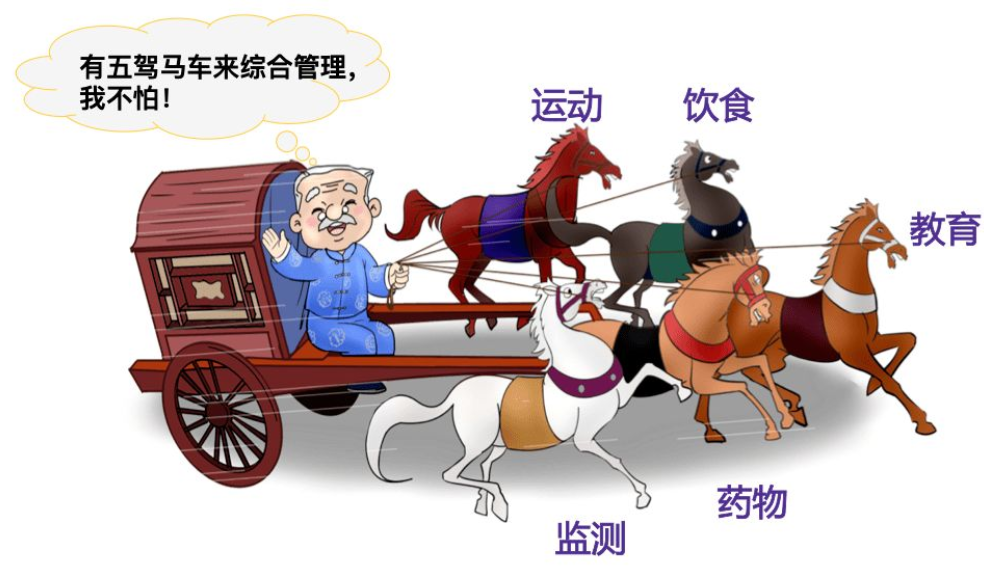 有五驾马车来综合管理，
我不怕！
运动
饮食
教育
药物
监测